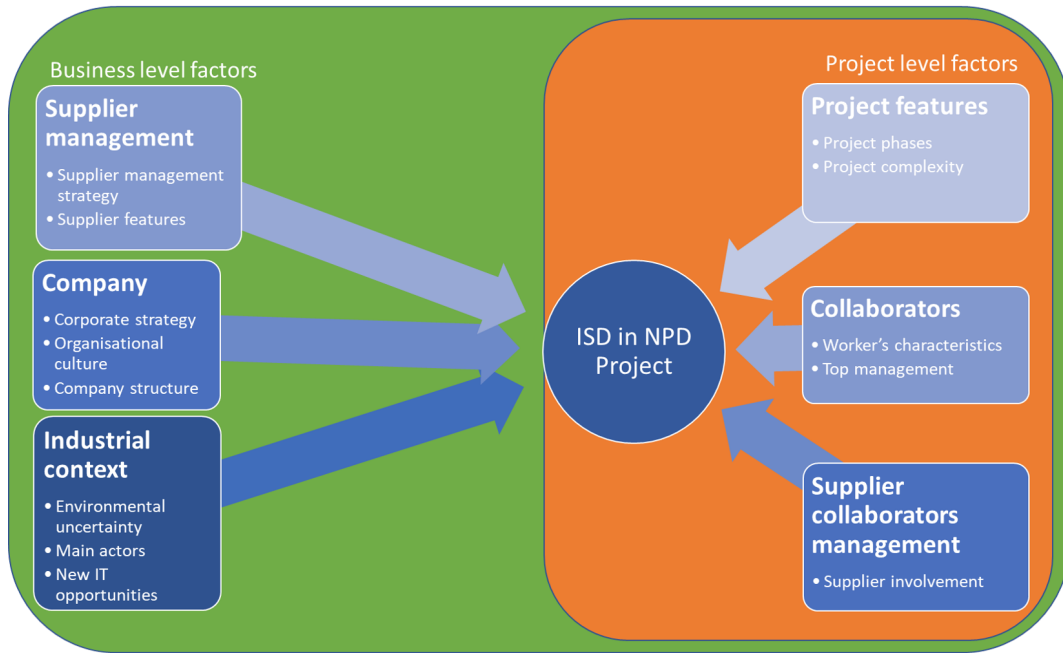 Business level factors
Supplier
management
• Supplier management
strategy
• Supplier features
Company
• Corporate strategy
• Organisational
culture
• Company structure
Industrial
context
• Environmental
uncertainty
• Main actors
• New IT
opportunities
ISD in NPD
Project
Project level factors
Project features
• Project phases
• Project complexity
Collaborators
• Worker's characteristics
• Top management
Supplier
collaborators
management
• Supplier involvement